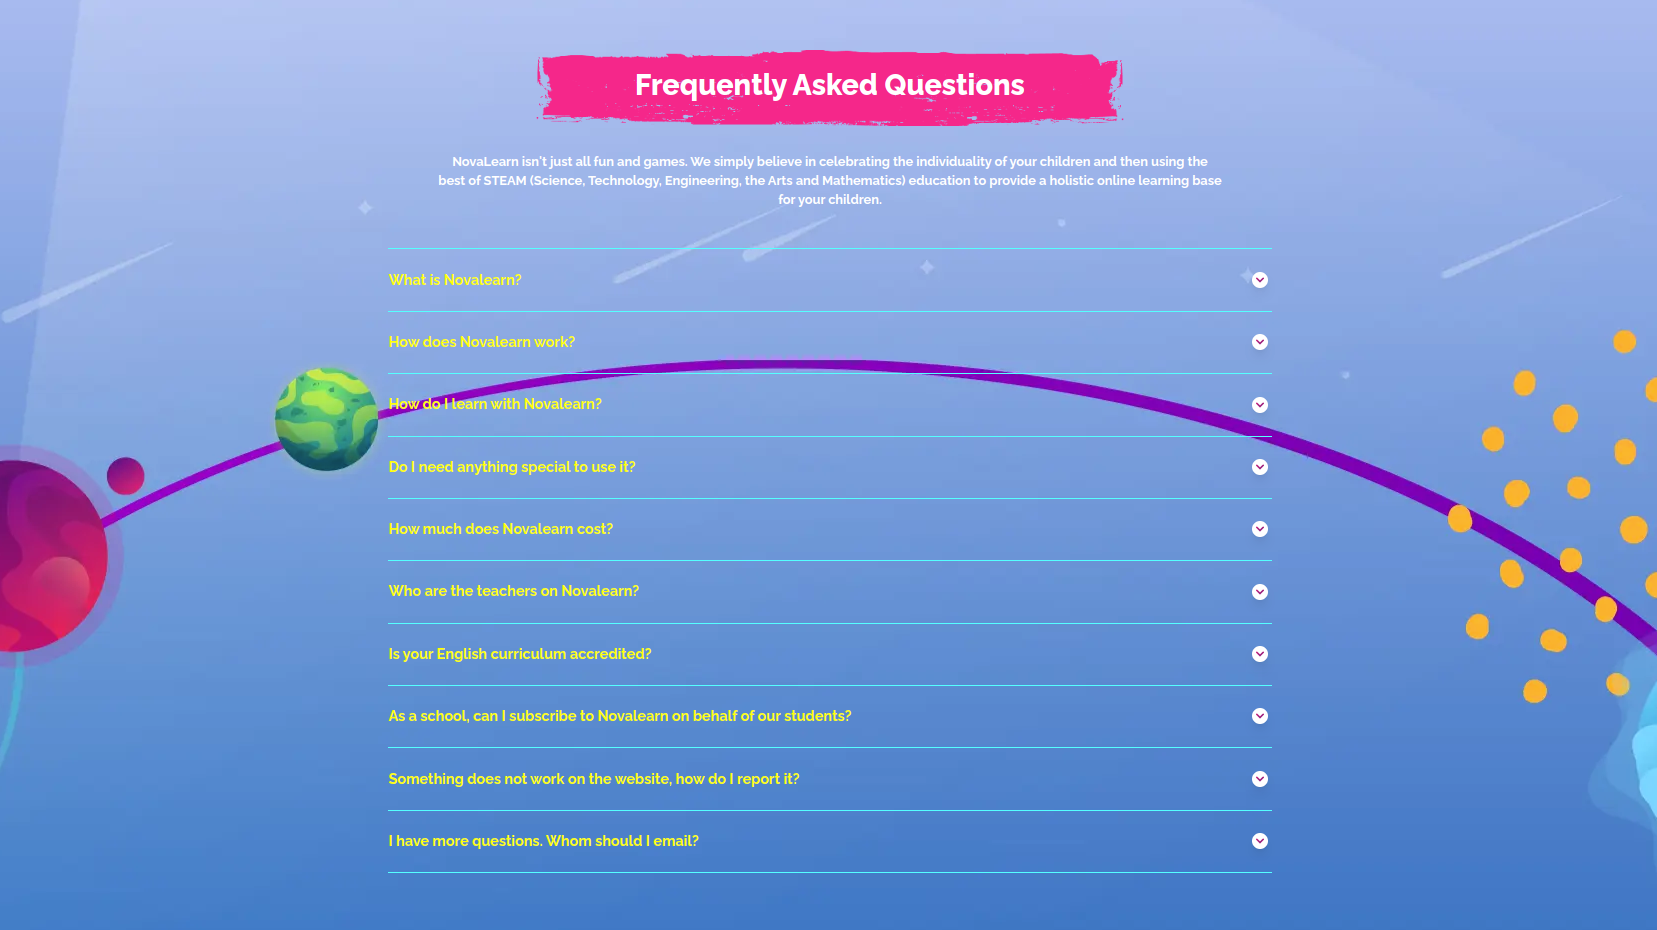 Frequently Asked Questions
NovaLearn isn't just all fun and games. We simply believe in celebrating the individuality of your children and then using the
best of STEAM (Science, Technology, Engineering, the Arts and Mathematics) education to provide a holistic online learning base
for your children.
What is Novalearn?
How does Novalearn work?
How do I learn with Novalearn?
Do I need anything special to use it?
How much does Novalearn cost?
Who are the teachers on Novalearn?
Is your English curriculum accredited?
As a school, can I subscribe to Novalearn on behalf of our students?
Something does not work on the website, how do I report it?
I have more questions. Whom should I email?